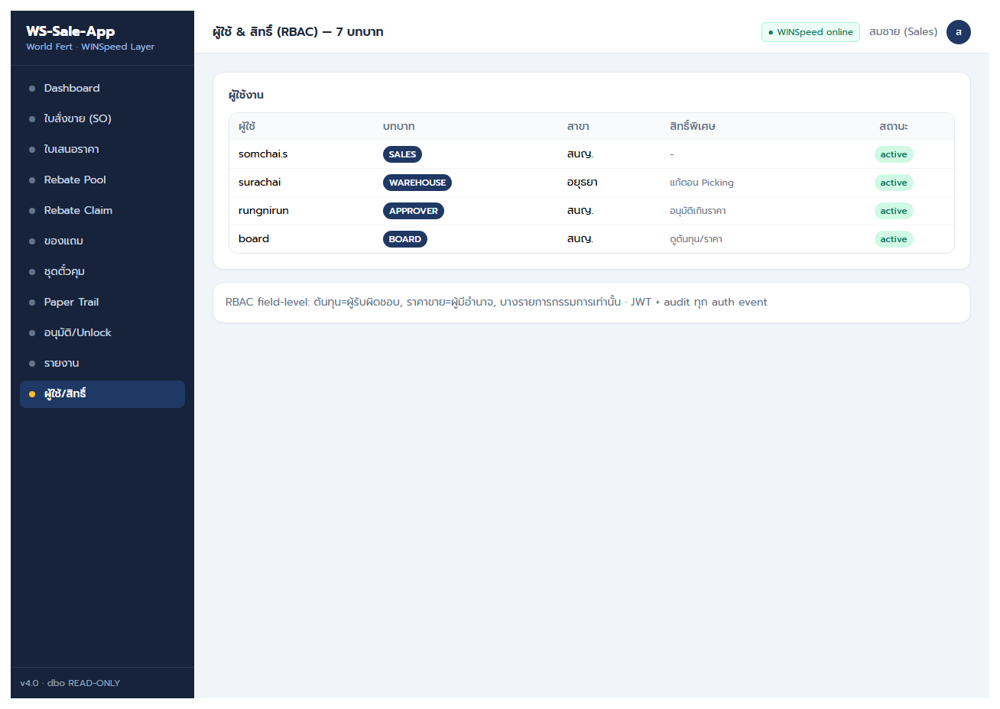 WS-Sale-App
World Fert · WINSpeed Layer
Dashboard
ใบสั่งขาย (SO)
ใบเสนอราคา
Rebate Pool
Rebate Claim
ของแถม
ชุดตั๋วคุม
Paper Trail
อนุมัติ/Unlock
รายงาน
ผู้ใช้/สิทธิ์
v4.0 · dbo READ-ONLY
ผู้ใช้ & สิทธิ์ (RBAC) — 7 บทบาท
● WINSpeed online สมชาย (Sales) ส
ผู้ใช้งาน
ผู้ใช้ บทบาท สาขา สิทธิ์พิเศษ สถานะ
somchai.s SALES สนญ. - active
surachai WAREHOUSE อยุธยา แก้ตอน Picking active
rungnirun APPROVER สนญ. อนุมัติเกินราคา active
board BOARD สนญ. ดูต้นทุน/ราคา active
RBAC field-level: ต้นทุน=ผู้รับผิดชอบ, ราคาขาย=ผู้มีอำนาจ, บางรายการกรรมการเท่านั้น · JWT + audit ทุก auth event